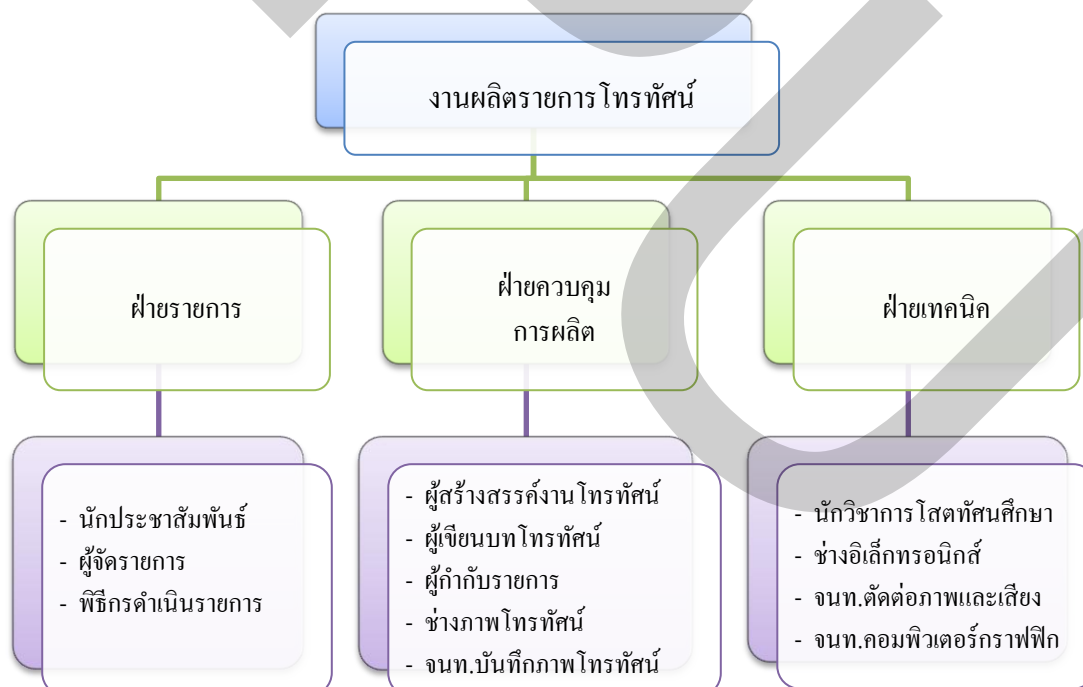 งานผลิตรายการโทรทัศน์
ฝ่ายรายการ
ฝ่ายควบคุม
การผลิต
ฝ่ายเทคนิค
- นักประชาสัมพันธ์
- ผู้จัดรายการ
- พิธีกรดำเนินรายการ
- ผู้สร้างสรรค์งานโทรทัศน์
- ผู้เขียนบทโทรทัศน์
- ผู้กำกับรายการ
- ช่างภาพโทรทัศน์
- จนท.บันทึกภาพโทรทัศน์
- นักวิชาการโสตทัศนศึกษา
- ช่างอิเล็กทรอนิกส์
- จนท.ตัดต่อภาพและเสียง
- จนท.คอมพิวเตอร์กราฟฟิก